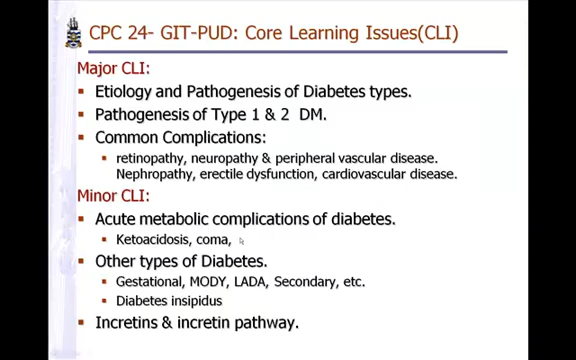 CPC 24- GIT-PUD: Core Learning Issues(CLI)
Major CLI:
Etiology and Pathogenesis of Diabetes types.
Pathogenesis of Type 1 & 2 DM.
Common Complications:
retinopathy, neuropathy & peripheral vascular disease.
Nephropathy, erectile dysfunction, cardiovascular disease.
Minor CLI:
Acute metabolic complications of diabetes.
Ketoacidosis, coma,
Other types of Diabetes.
Gestational, MODY, LADA, Secondary, etc.
Diabetes insipidus
Incretins & incretin pathway.